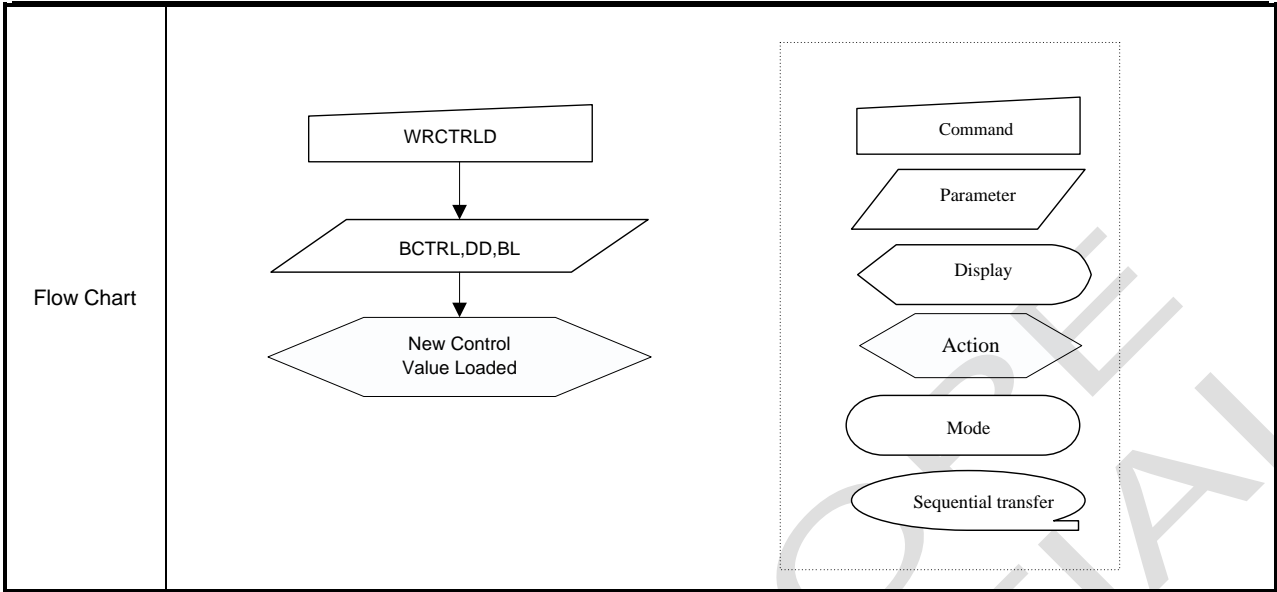 Flow Chart
WRCTRLD
BCTRL,DD,BL
New Control
Value Loaded
Command
Parameter
Display
Action
Mode
Sequential transfer